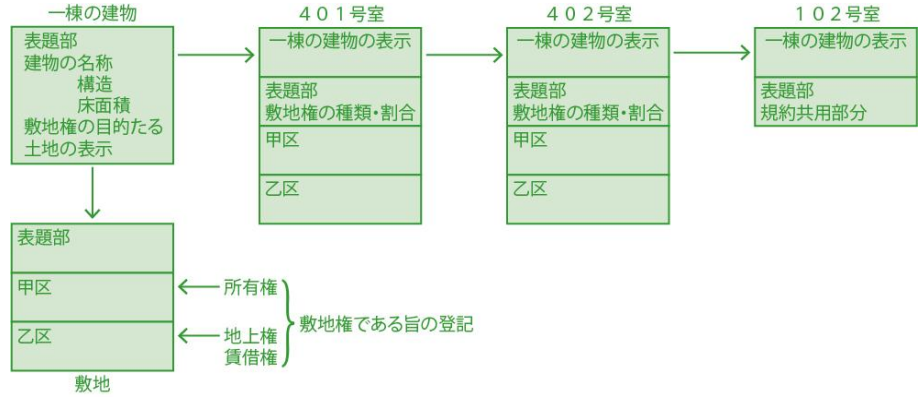 一棟の建物
表題部
建物の名称
構造
床面積
敷地権の目的たる
土地の表示
401号室
一棟の建物の表示
表題部
敷地権の種類・割合
甲区
乙区
402号室
一棟の建物の表示
表題部
敷地権の種類・割合
甲区
乙区
102号室
一棟の建物の表示
表題部
規約共用部分
表題部
甲区
乙区
敷地
所有権
地上権
賃借権
敷地権である旨の登記